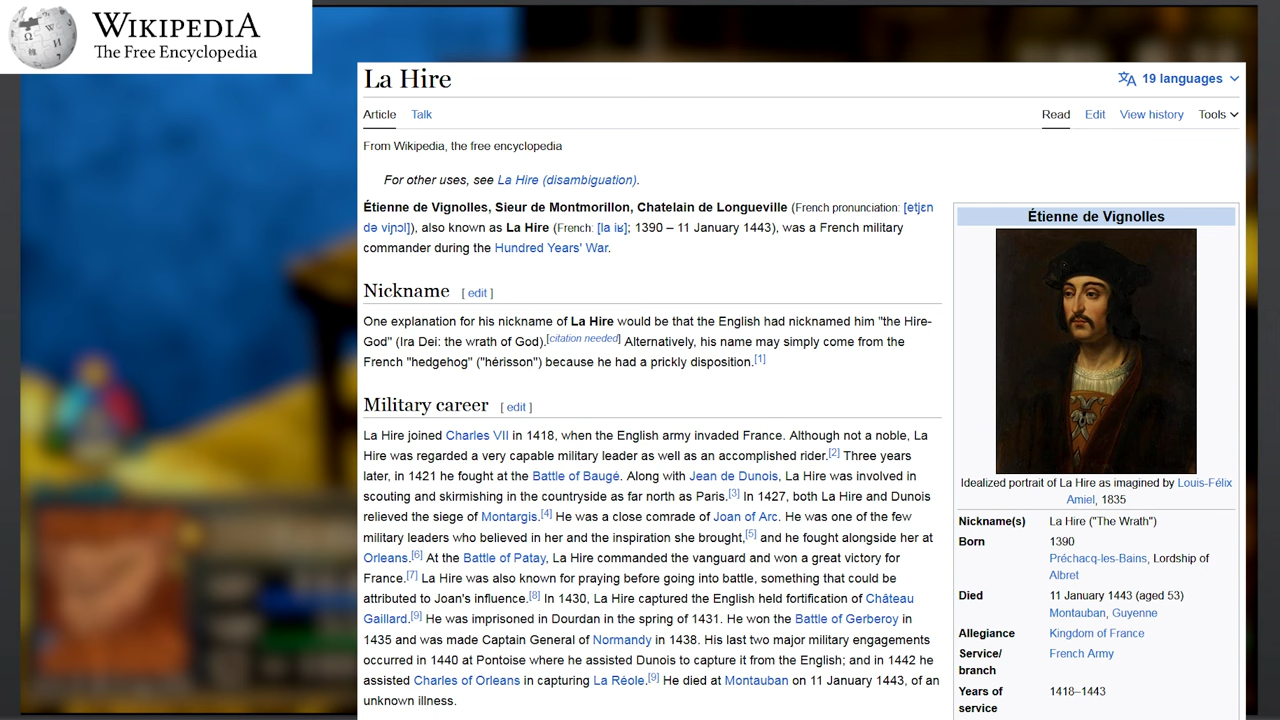 WIKIPEDIA
The Free Encyclopedia
La Hire
19 languages
Article Talk
Read Edit View history Tools
From Wikipedia, the free encyclopedia
For other uses, see La Hire (disambiguation).
Étienne de Vignolles, Sieur de Montmorillon, Chatelain de Longueville (French pronunciation: [etjɛn
də viɲɔl]), also known as La Hire (French: [la iʁ]; 1390 – 11 January 1443), was a French military
commander during the Hundred Years' War.
Nickname [ edit ]
One explanation for his nickname of La Hire would be that the English had nicknamed him "the Hire-
God" (Ira Dei: the wrath of God).[citation needed] Alternatively, his name may simply come from the
French "hedgehog" ("hérisson") because he had a prickly disposition.[1]
Military career [ edit ]
La Hire joined Charles VII in 1418, when the English army invaded France. Although not a noble, La
Hire was regarded a very capable military leader as well as an accomplished rider.[2] Three years
later, in 1421 he fought at the Battle of Baugé. Along with Jean de Dunois, La Hire was involved in
scouting and skirmishing in the countryside as far north as Paris.[3] In 1427, both La Hire and Dunois
relieved the siege of Montargis.[4] He was a close comrade of Joan of Arc. He was one of the few
military leaders who believed in her and the inspiration she brought,[5] and he fought alongside her at
Orleans.[6] At the Battle of Patay, La Hire commanded the vanguard and won a great victory for
France.[7] La Hire was also known for praying before going into battle, something that could be
attributed to Joan's influence.[8] In 1430, La Hire captured the English held fortification of Château
Gaillard.[9] He was imprisoned in Dourdan in the spring of 1431. He won the Battle of Gerberoy in
1435 and was made Captain General of Normandy in 1438. His last two major military engagements
occurred in 1440 at Pontoise where he assisted Dunois to capture it from the English; and in 1442 he
assisted Charles of Orleans in capturing La Réole.[9] He died at Montauban on 11 January 1443, of an
unknown illness.
Étienne de Vignolles
Idealized portrait of La Hire as imagined by Louis-Félix
Amiel, 1835
Nickname(s) La Hire ("The Wrath")
Born 1390
Préchacq-les-Bains, Lordship of
Albret
Died 11 January 1443 (aged 53)
Montauban, Guyenne
Allegiance Kingdom of France
Service/ French Army
branch
Years of 1418–1443
service